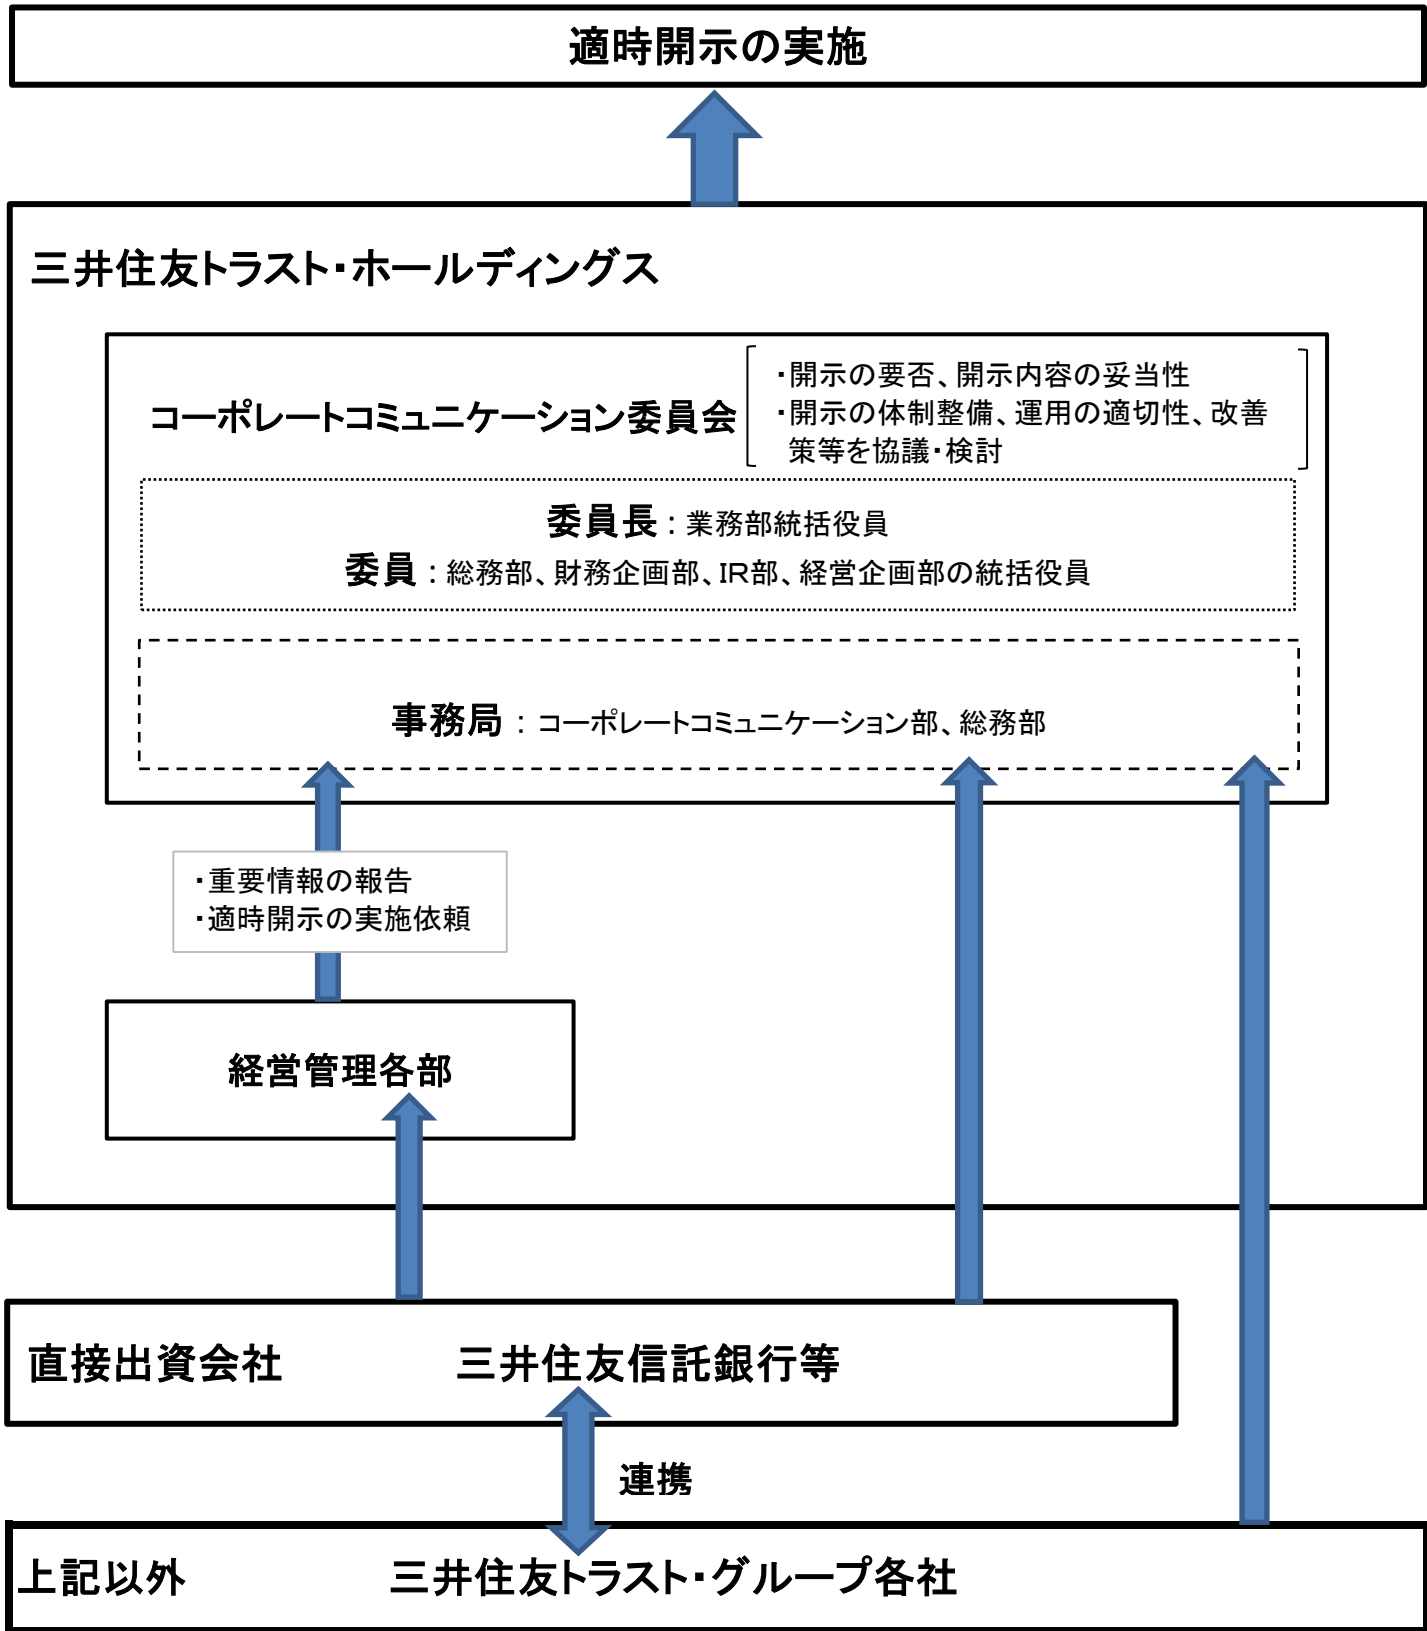 適時開示の実施
三井住友トラスト・ホールディングス
コーポレートコミュニケーション委員会
・開示の要否、開示内容の妥当性
・開示の体制整備、運用の適切性、改善
策等を協議・検討
委員長：業務部統括役員
委員：総務部、財務企画部、IR部、経営企画部の統括役員
事務局：コーポレートコミュニケーション部、総務部
・重要情報の報告
・適時開示の実施依頼
経営管理各部
直接出資会社 三井住友信託銀行等
連携
上記以外 三井住友トラスト・グループ各社